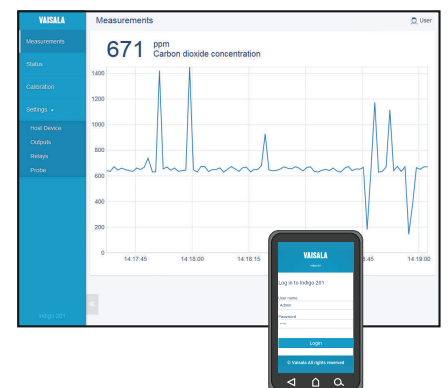 VAISALA
Measurements
User
Measurements
Status
Calibration
Settings
Host Device
Outputs
Relays
Probe
Indigo 201
671 ppm
Carbon dioxide concentration
1400
1200
1000
800
600
400
200
0
14:17:45 14:18:00 14:18:15 :45 14:19:00
VAISALA
Log in to Indigo 201
User name
Admin
Password
Login
© Vaisala All rights reserved